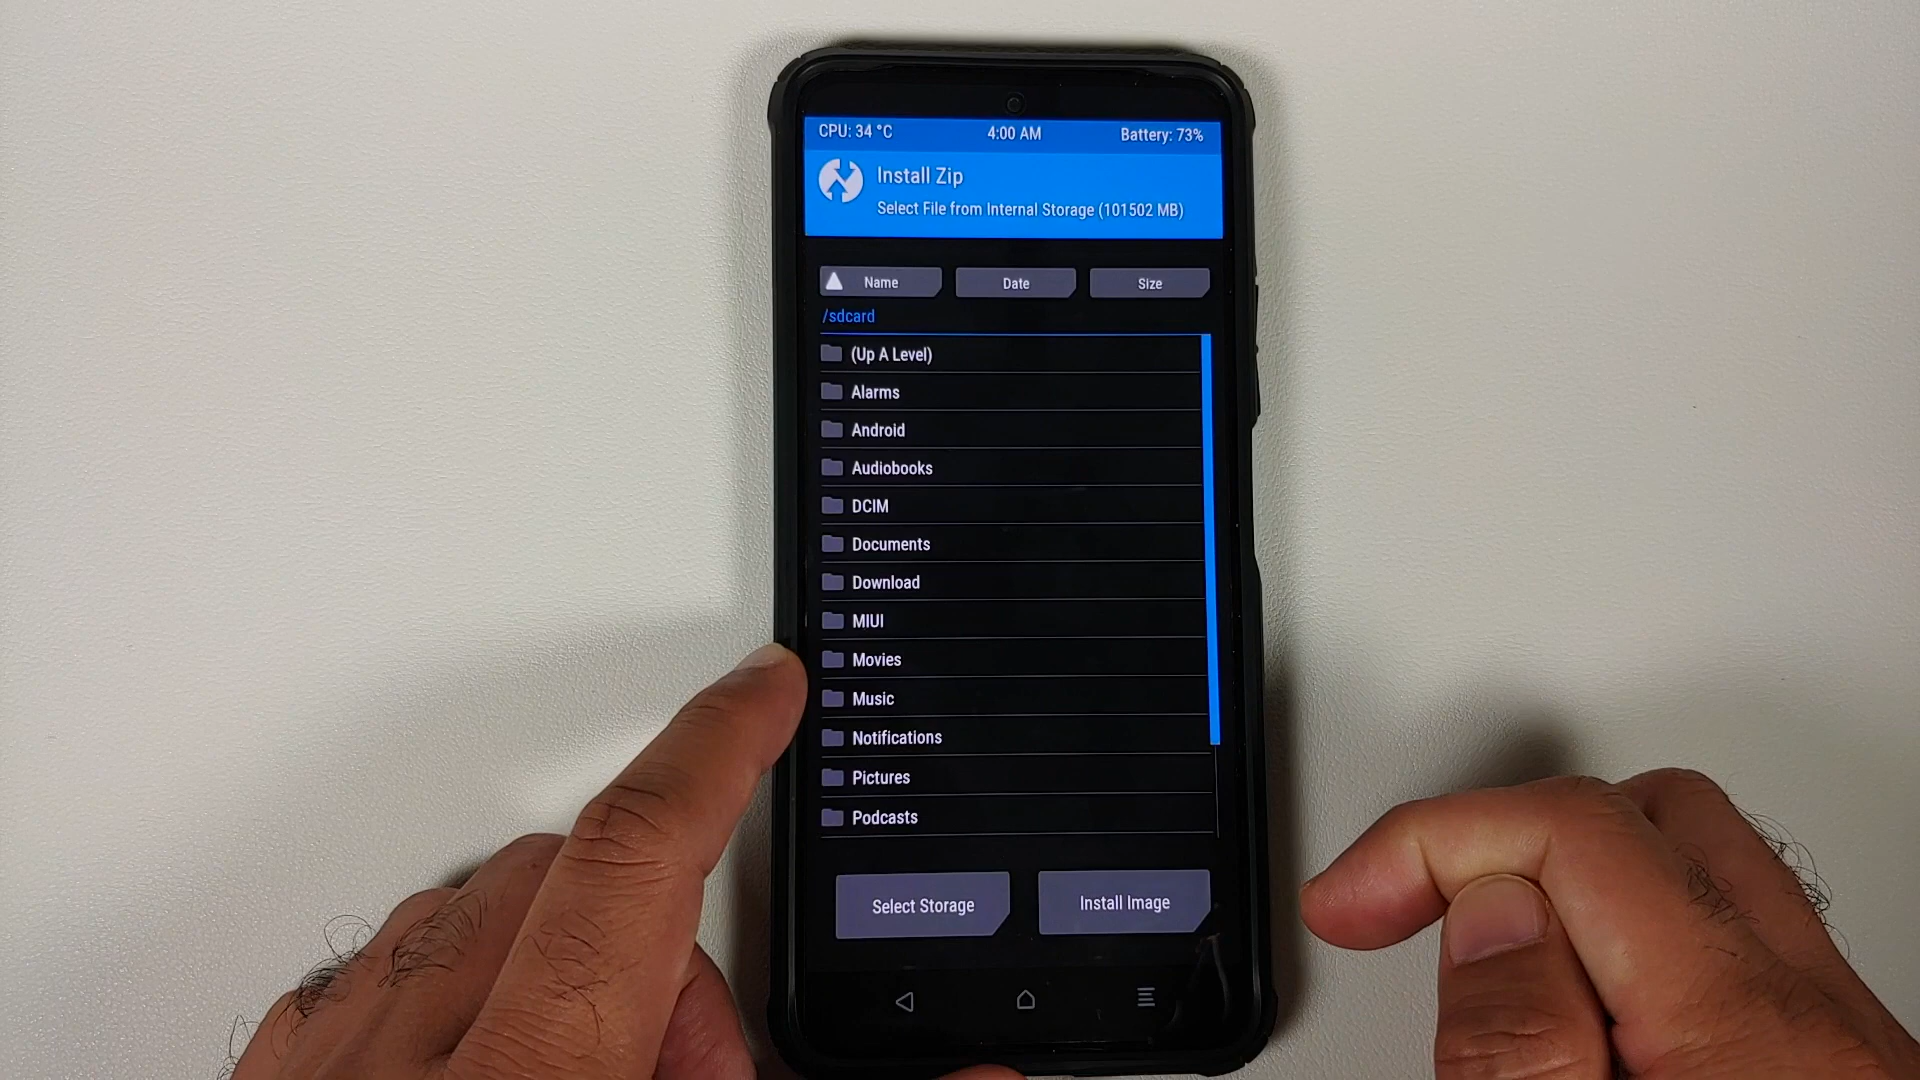 CPU: 34 °C 4:00 AM Battery: 73%
Install Zip
Select File from Internal Storage (101502 MB)
Name Date Size
/sdcard
(Up A Level)
Alarms
Android
Audiobooks
DCIM
Documents
Download
MIUI
Movies
Music
Notifications
Pictures
Podcasts
Select Storage Install Image